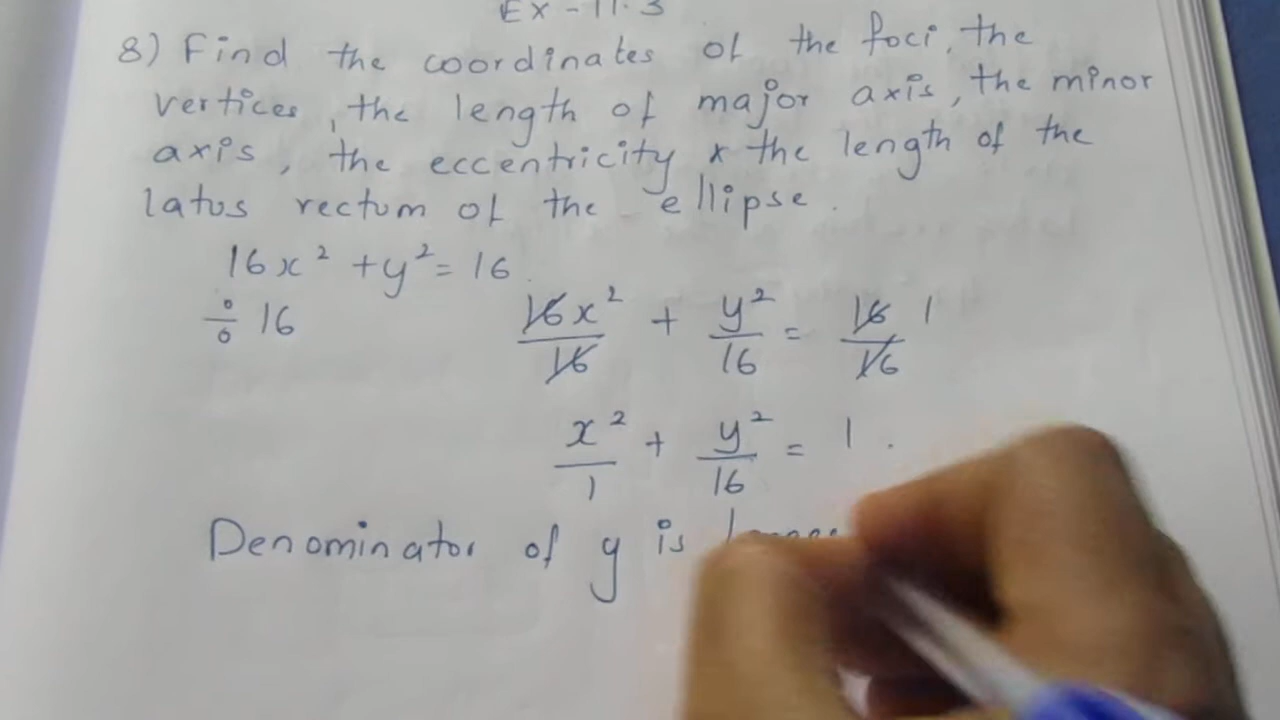 Ex - 11.3
8) Find the coordinates of the foci, the
vertices, the length of major axis, the minor
axis, the eccentricity & the length of the
latus rectum of the ellipse.
16x² + y² = 16.
÷ 16 16x²/16 + y²/16 = 16/16 1
x²/1 + y²/16 = 1.
Denominator of y is